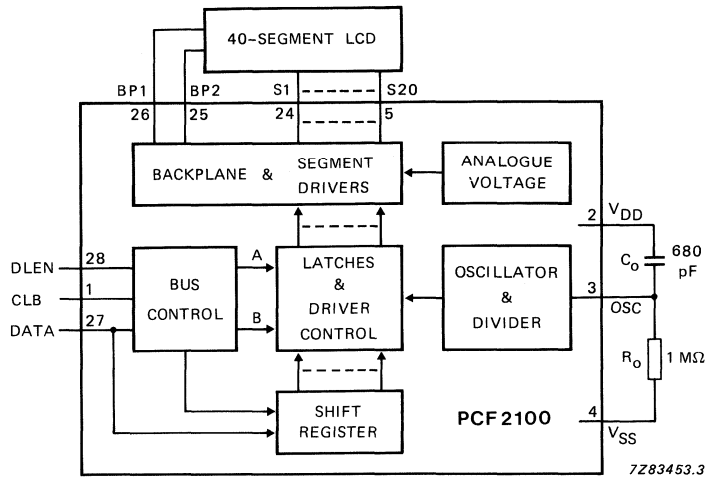 40-SEGMENT LCD
BP1 BP2 S1 S20
26 25 24 5
BACKPLANE & SEGMENT DRIVERS
ANALOGUE VOLTAGE
2 VDD
Co 680 pF
DLEN 28
CLB 1
DATA 27
BUS CONTROL
A
B
LATCHES & DRIVER CONTROL
OSCILLATOR & DIVIDER
3 OSC
Ro 1 MΩ
SHIFT REGISTER
PCF2100
4 VSS
7Z83453.3